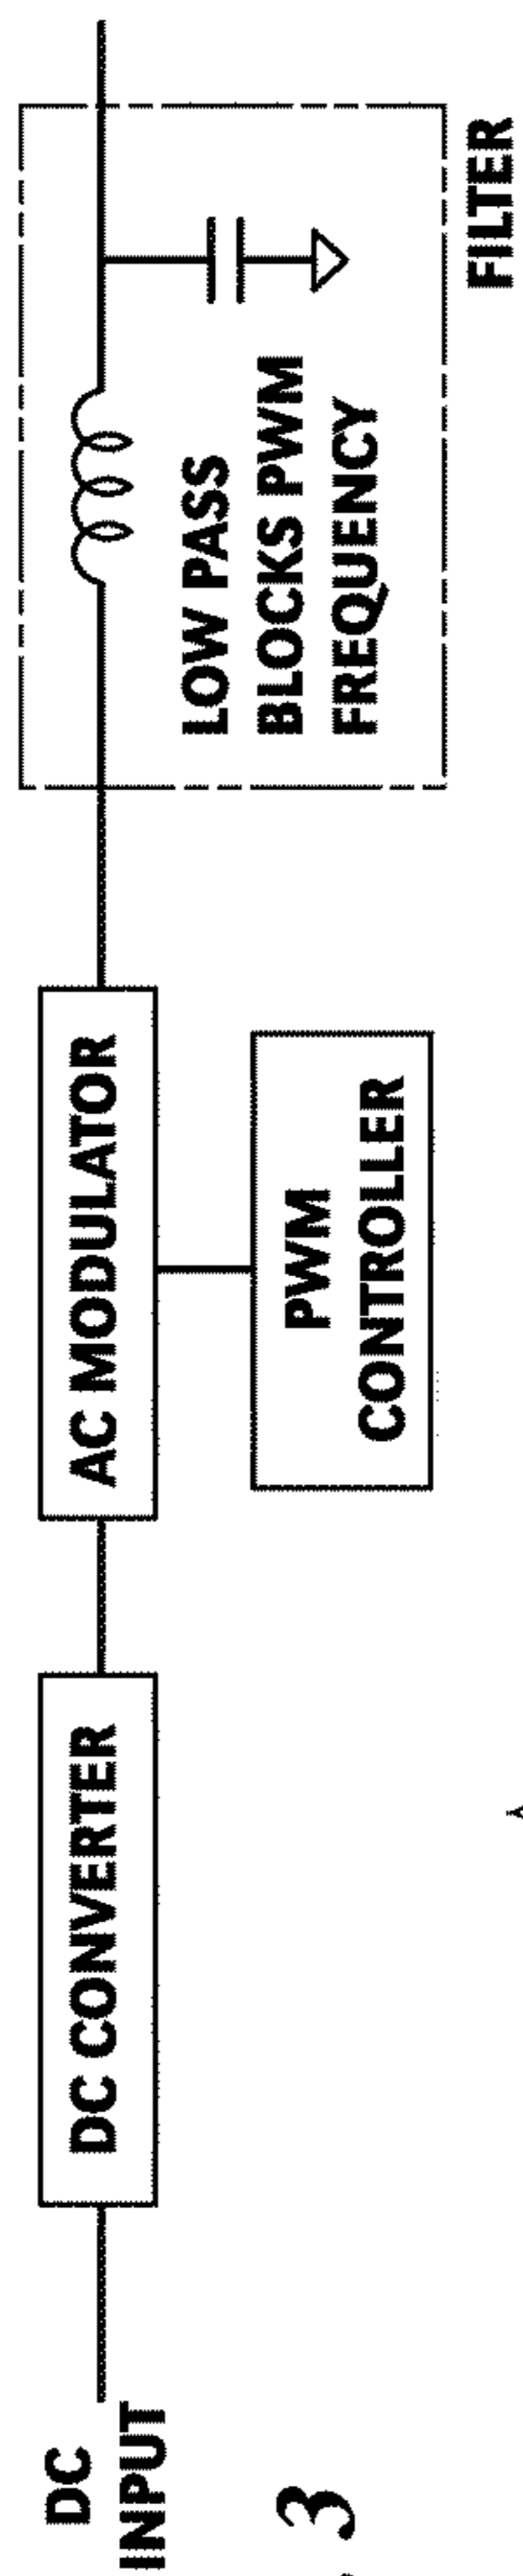 DC
INPUT
DC CONVERTER
AC MODULATOR
PWM
CONTROLLER
LOW PASS
BLOCKS PWM
FREQUENCY
FILTER
3